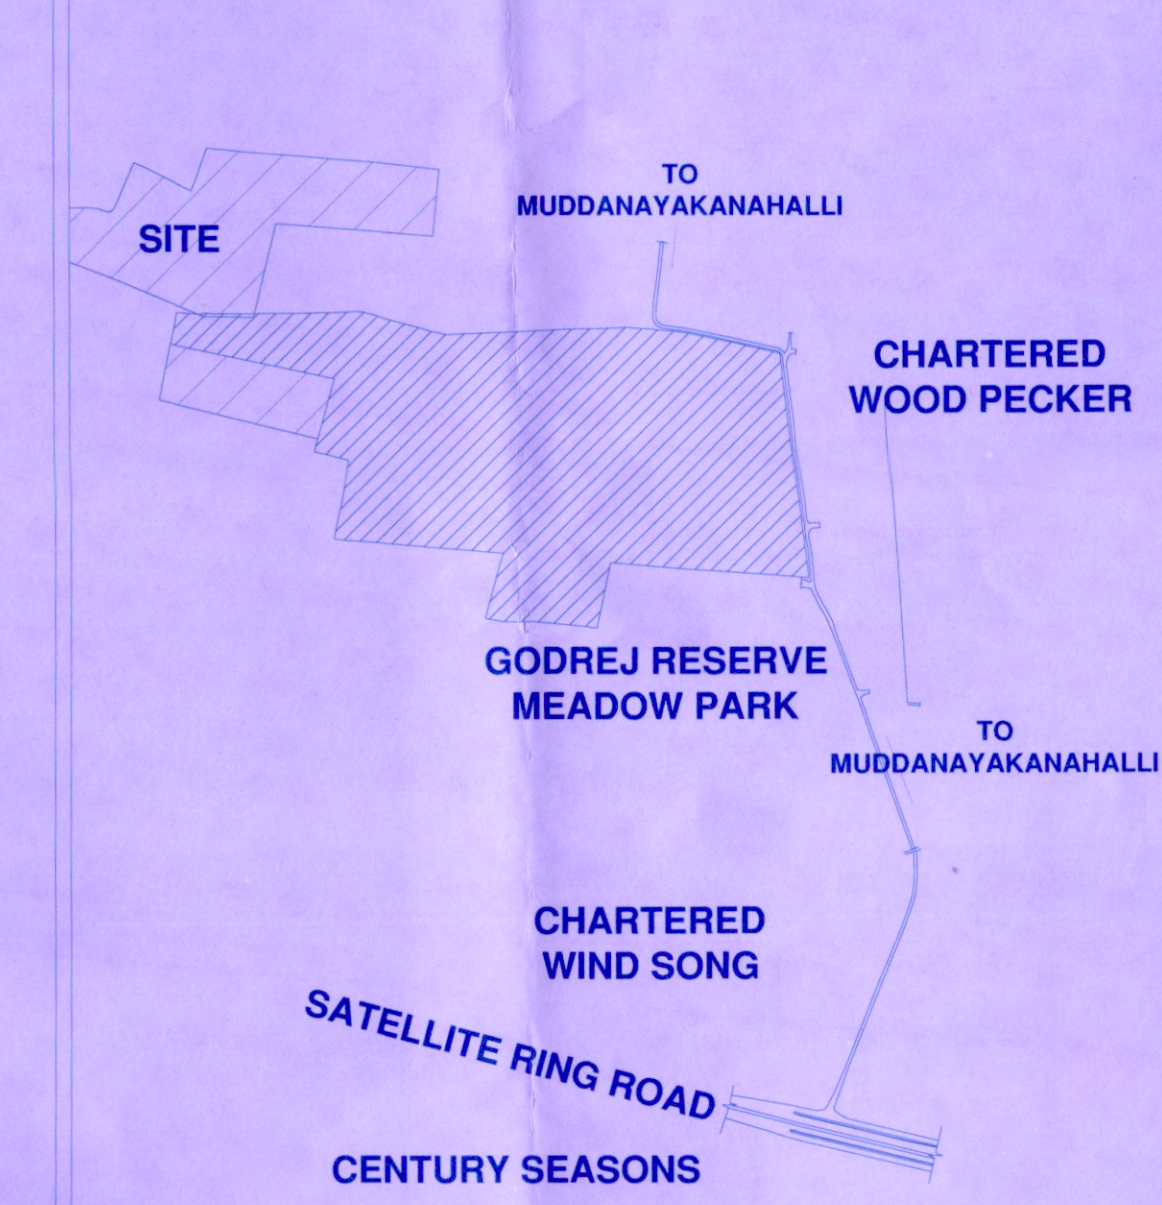 TO
MUDDANAYAKANAHALLI
SITE
CHARTERED
WOOD PECKER
GODREJ RESERVE
MEADOW PARK
TO
MUDDANAYAKANAHALLI
CHARTERED
WIND SONG
SATELLITE RING ROAD
CENTURY SEASONS